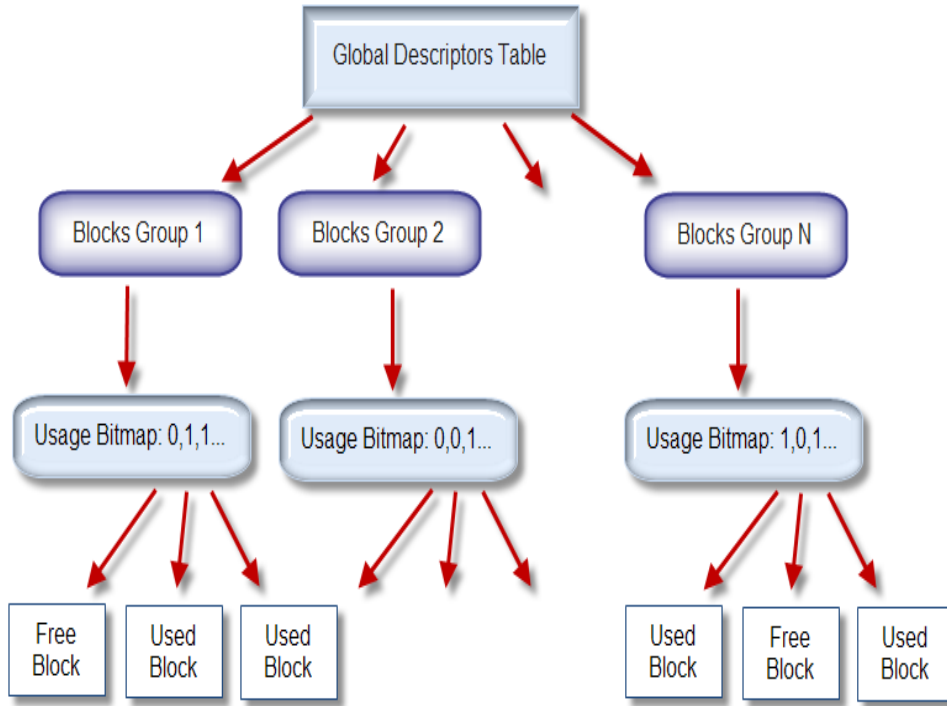 Global Descriptors Table
Blocks Group 1
Blocks Group 2
Blocks Group N
Usage Bitmap: 0,1,1...
Usage Bitmap: 0,0,1...
Usage Bitmap: 1,0,1...
Free
Block
Used
Block
Used
Block
Used
Block
Free
Block
Used
Block